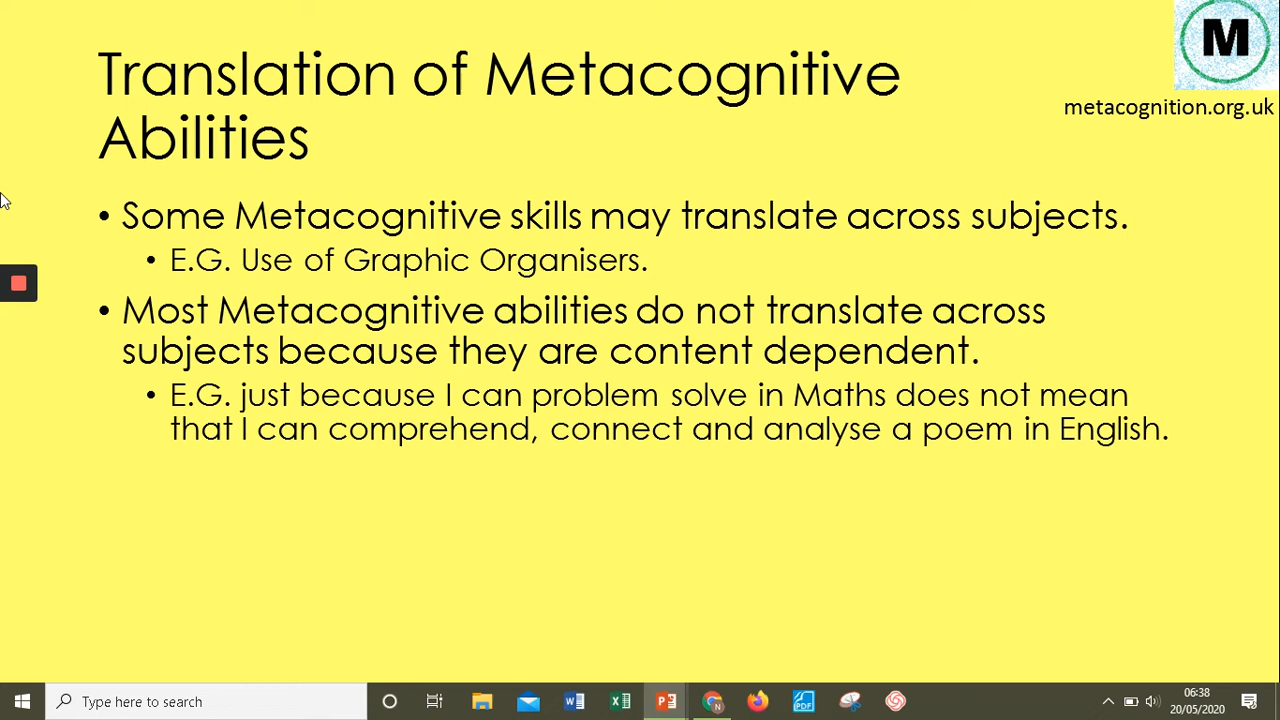 M
metacognition.org.uk
Translation of Metacognitive
Abilities
• Some Metacognitive skills may translate across subjects.
• E.G. Use of Graphic Organisers.
• Most Metacognitive abilities do not translate across
subjects because they are content dependent.
• E.G. just because I can problem solve in Maths does not mean
that I can comprehend, connect and analyse a poem in English.
Type here to search
06:38
20/05/2020